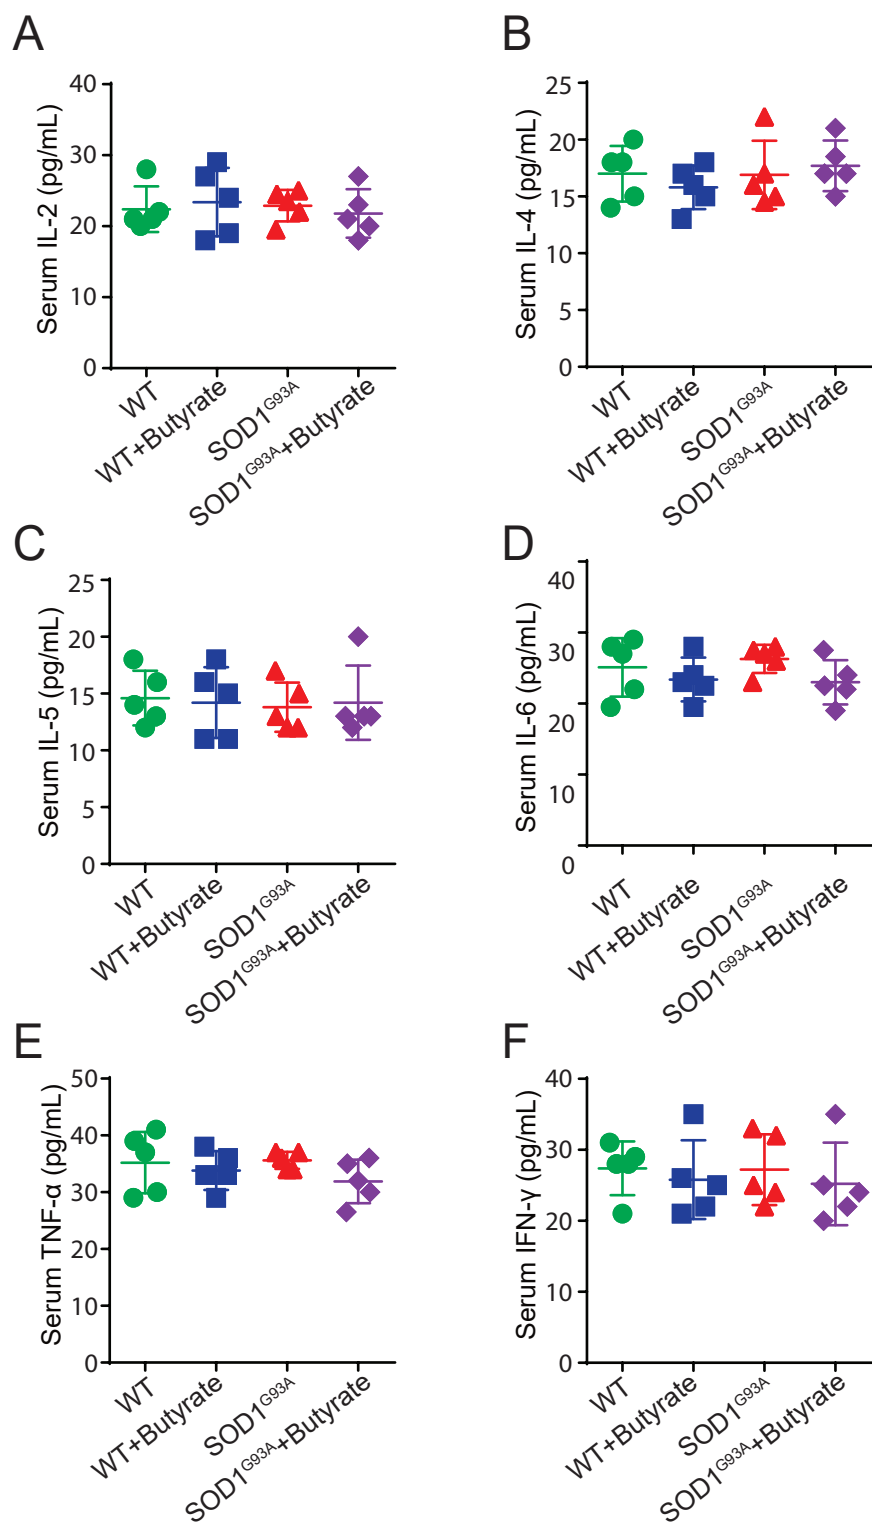 A
B
Serum IL-2 (pg/mL)
40
30
20
10
0
WT
WT+Butyrate
SOD1G93A
SOD1G93A+Butyrate
Serum IL-4 (pg/mL)
25
20
15
10
5
0
WT
WT+Butyrate
SOD1G93A
SOD1G93A+Butyrate
C
D
Serum IL-5 (pg/mL)
25
20
15
10
5
0
WT
WT+Butyrate
SOD1G93A
SOD1G93A+Butyrate
Serum IL-6 (pg/mL)
40
30
20
10
0
WT
WT+Butyrate
SOD1G93A
SOD1G93A+Butyrate
E
F
Serum TNF-α (pg/mL)
50
40
30
20
10
0
WT
WT+Butyrate
SOD1G93A
SOD1G93A+Butyrate
Serum IFN-γ (pg/mL)
40
30
20
10
0
WT
WT+Butyrate
SOD1G93A
SOD1G93A+Butyrate